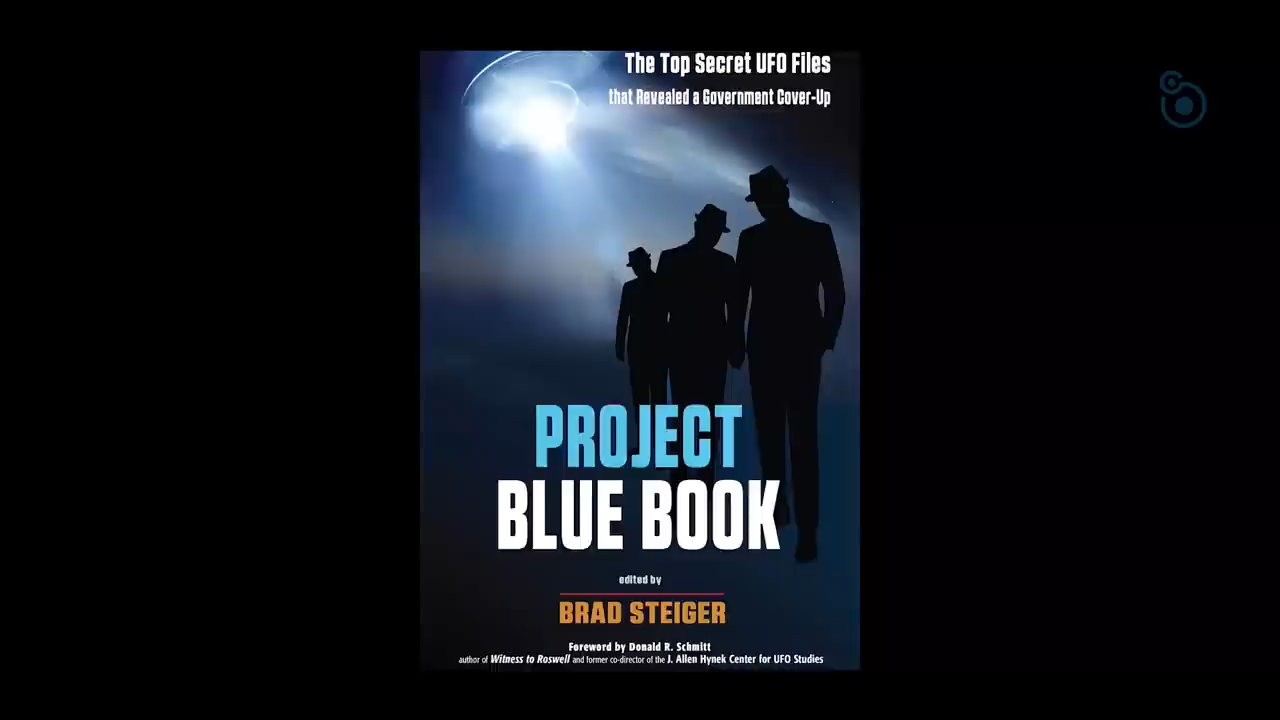 The Top Secret UFO Files
that Revealed a Government Cover-Up
PROJECT
BLUE BOOK
edited by
BRAD STEIGER
Foreword by Donald R. Schmitt
author of Witness to Roswell and former co-director of the J. Allen Hynek Center for UFO Studies